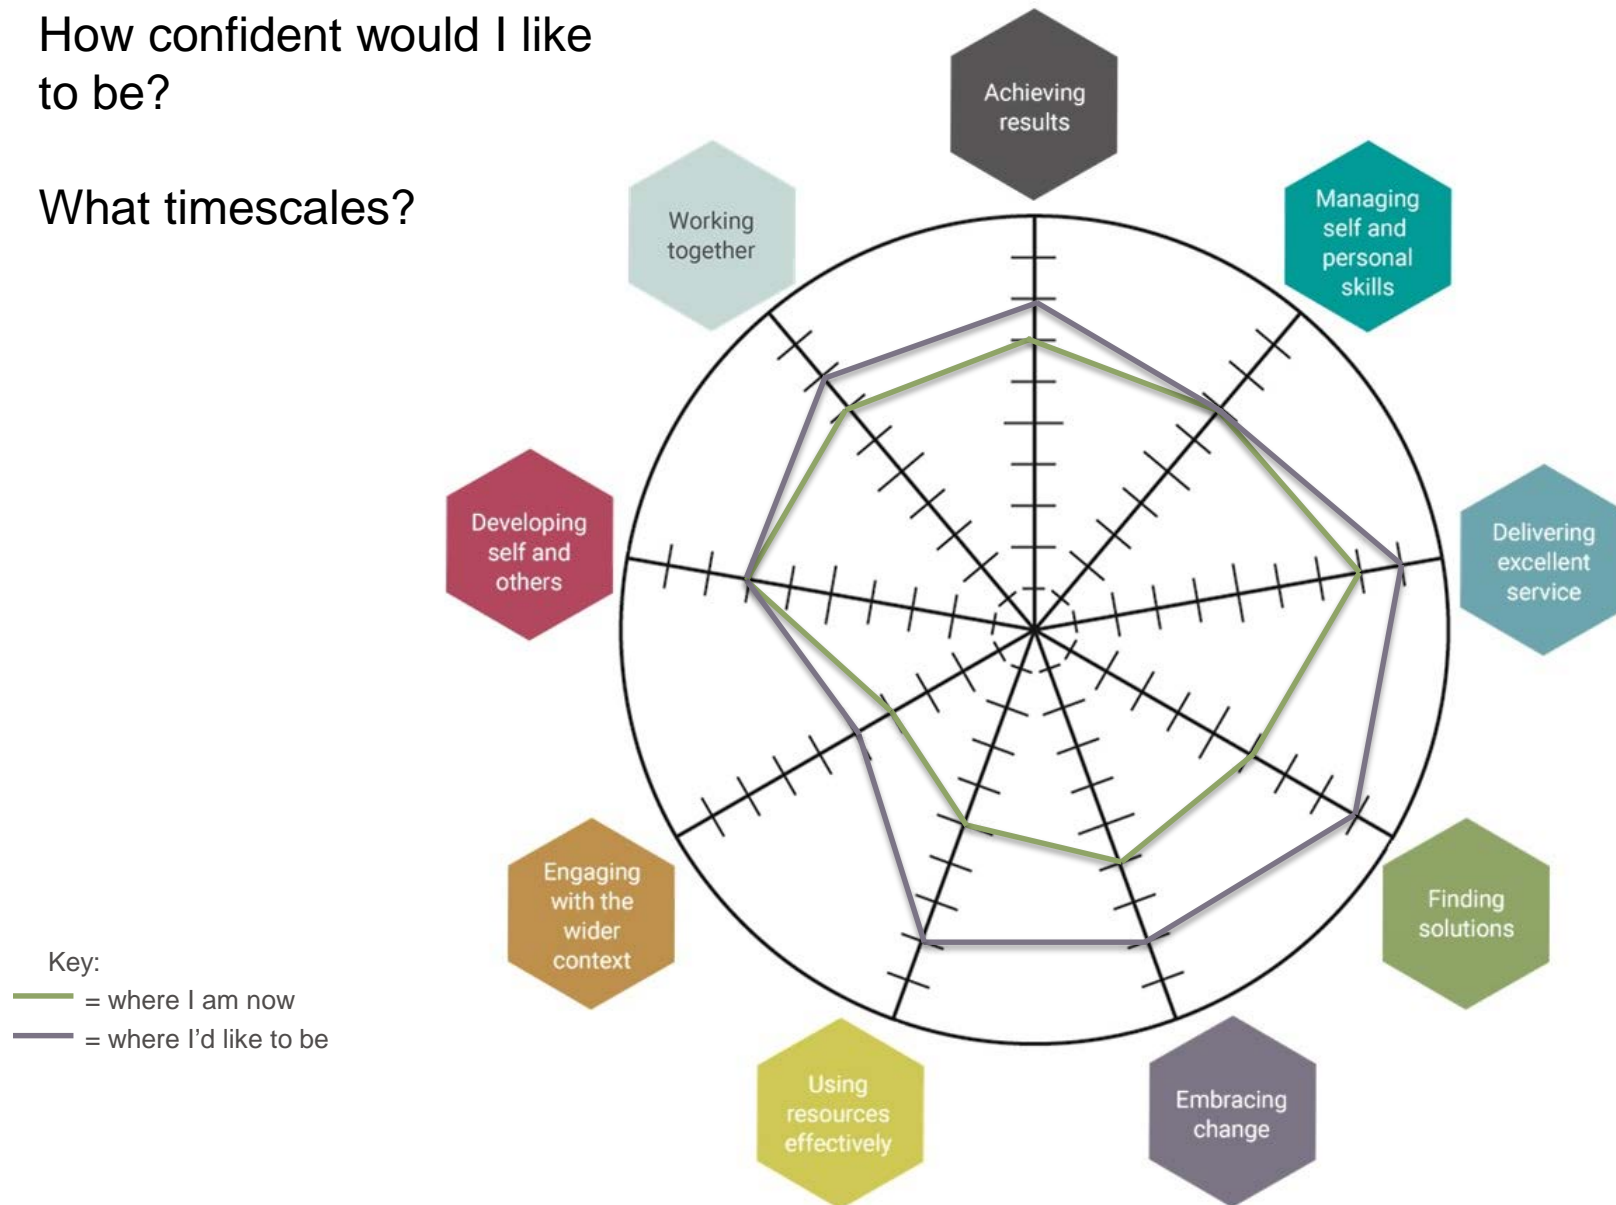 How confident would I like
to be?
What timescales?
Achieving
results
Managing
self and
personal
skills
Working
together
Developing
self and
others
Delivering
excellent
service
Engaging
with the
wider
context
Finding
solutions
Using
resources
effectively
Embracing
change
Key:
= where I am now
= where I'd like to be